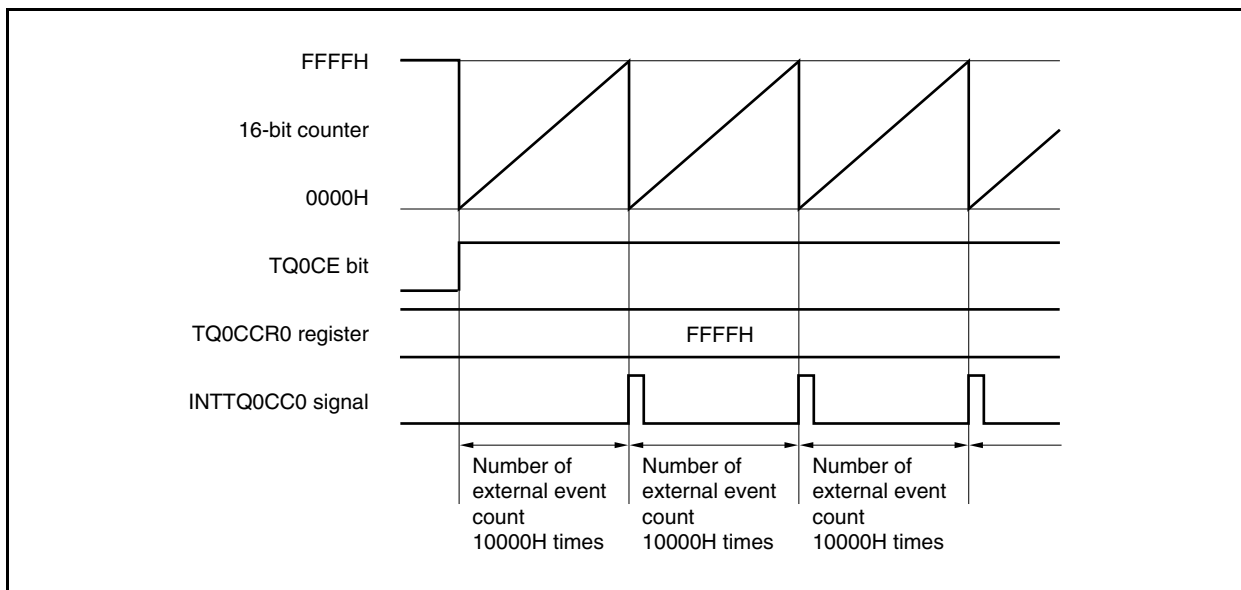 FFFFH
16-bit counter
0000H
TQ0CE bit
TQ0CCR0 register
FFFFH
INTTQ0CC0 signal
Number of
external event
count
10000H times
Number of
external event
count
10000H times
Number of
external event
count
10000H times